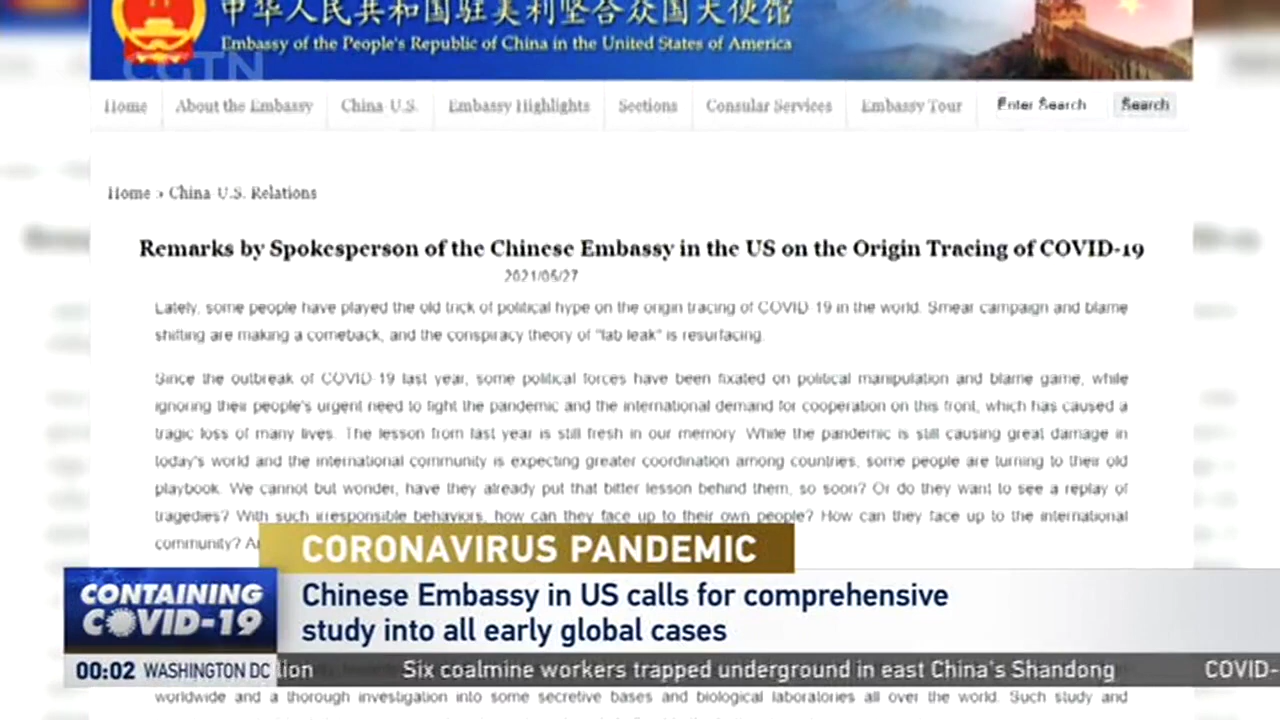 中华人民共和国驻美利坚合众国大使馆
Embassy of the People's Republic of China in the United States of America
CGTN
Home About the Embassy China U.S. Embassy Highlights Sections Consular Services Embassy Tour Enter Search Search
Home > China U.S. Relations
Remarks by Spokesperson of the Chinese Embassy in the US on the Origin Tracing of COVID-19
2021/05/27
Lately, some people have played the old trick of political hype on the origin tracing of COVID 19 in the world. Smear campaign and blame
shifting are making a comeback, and the conspiracy theory of "lab leak" is resurfacing.
Since the outbreak of COVID 19 last year, some political forces have been fixated on political manipulation and blame game, while
ignoring their people's urgent need to fight the pandemic and the international demand for cooperation on this front, which has caused a
tragic loss of many lives. The lesson from last year is still fresh in our memory. While the pandemic is still causing great damage in
today's world and the international community is expecting greater coordination among countries, some people are turning to their old
playbook. We cannot but wonder, have they already put that bitter lesson behind them, so soon? Or do they want to see a replay of
tragedies? With such irresponsible behaviors, how can they face up to their own people? How can they face up to the international
community?
CORONAVIRUS PANDEMIC
CONTAINING
COVID-19
Chinese Embassy in US calls for comprehensive
study into all early global cases
00:02 WASHINGTON DC lion Six coalmine workers trapped underground in east China's Shandong COVID-
worldwide and a thorough investigation into some secretive bases and biological laboratories all over the world. Such study and